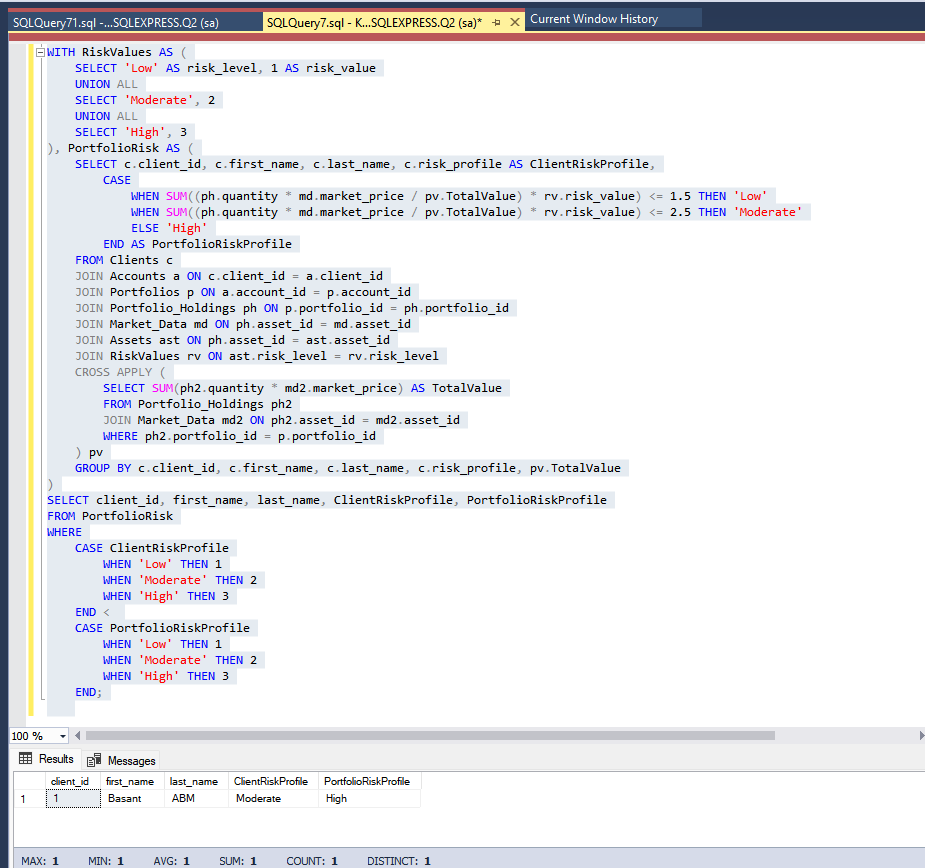 SQLQuery71.sql -...SQLEXPRESS.Q2 (sa)
SQLQuery7.sql - K...SQLEXPRESS.Q2 (sa)*
Current Window History
WITH RiskValues AS (
SELECT 'Low' AS risk_level, 1 AS risk_value
UNION ALL
SELECT 'Moderate', 2
UNION ALL
SELECT 'High', 3
), PortfolioRisk AS (
SELECT c.client_id, c.first_name, c.last_name, c.risk_profile AS ClientRiskProfile,
CASE
WHEN SUM((ph.quantity * md.market_price / pv.TotalValue) * rv.risk_value) <= 1.5 THEN 'Low'
WHEN SUM((ph.quantity * md.market_price / pv.TotalValue) * rv.risk_value) <= 2.5 THEN 'Moderate'
ELSE 'High'
END AS PortfolioRiskProfile
FROM Clients c
JOIN Accounts a ON c.client_id = a.client_id
JOIN Portfolios p ON a.account_id = p.account_id
JOIN Portfolio_Holdings ph ON p.portfolio_id = ph.portfolio_id
JOIN Market_Data md ON ph.asset_id = md.asset_id
JOIN Assets ast ON ph.asset_id = ast.asset_id
JOIN RiskValues rv ON ast.risk_level = rv.risk_level
CROSS APPLY (
SELECT SUM(ph2.quantity * md2.market_price) AS TotalValue
FROM Portfolio_Holdings ph2
JOIN Market_Data md2 ON ph2.asset_id = md2.asset_id
WHERE ph2.portfolio_id = p.portfolio_id
) pv
GROUP BY c.client_id, c.first_name, c.last_name, c.risk_profile, pv.TotalValue
)
SELECT client_id, first_name, last_name, ClientRiskProfile, PortfolioRiskProfile
FROM PortfolioRisk
WHERE
CASE ClientRiskProfile
WHEN 'Low' THEN 1
WHEN 'Moderate' THEN 2
WHEN 'High' THEN 3
END <
CASE PortfolioRiskProfile
WHEN 'Low' THEN 1
WHEN 'Moderate' THEN 2
WHEN 'High' THEN 3
END;
100 %
Results Messages
client_id first_name last_name ClientRiskProfile PortfolioRiskProfile
1 1 Basant ABM Moderate High
MAX: 1 MIN: 1 AVG: 1 SUM: 1 COUNT: 1 DISTINCT: 1